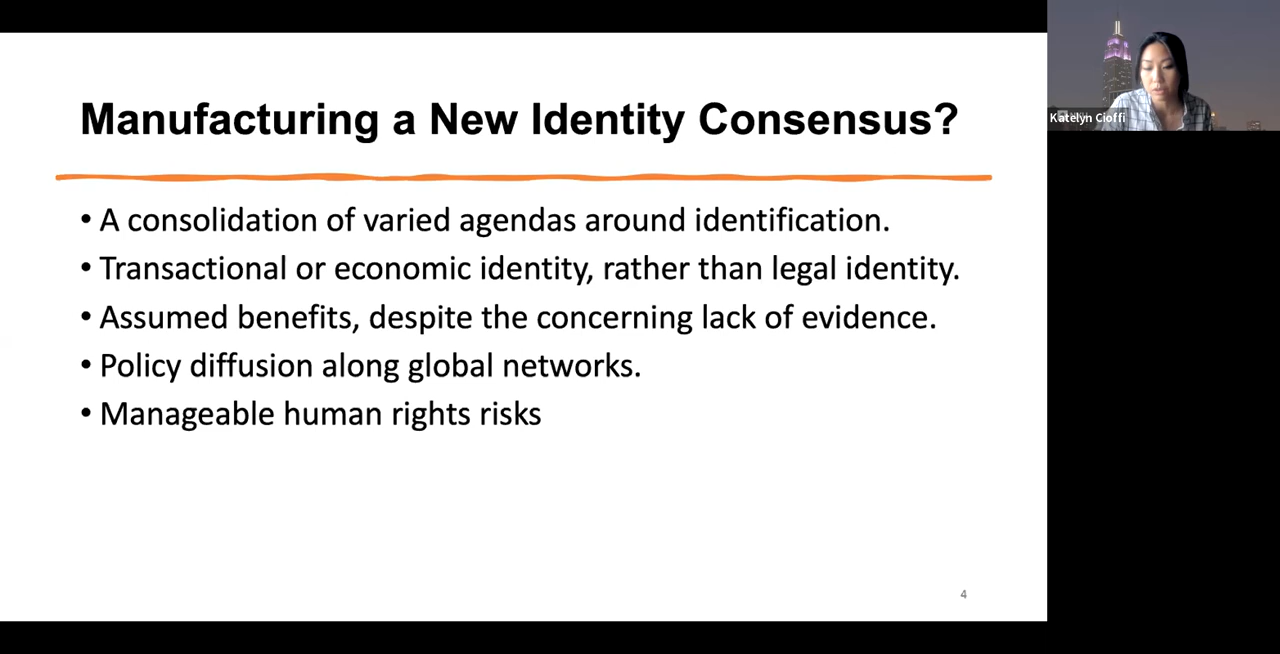 Manufacturing a New Identity Consensus?
• A consolidation of varied agendas around identification.
• Transactional or economic identity, rather than legal identity.
• Assumed benefits, despite the concerning lack of evidence.
• Policy diffusion along global networks.
• Manageable human rights risks
4
Katelyn Cioffi